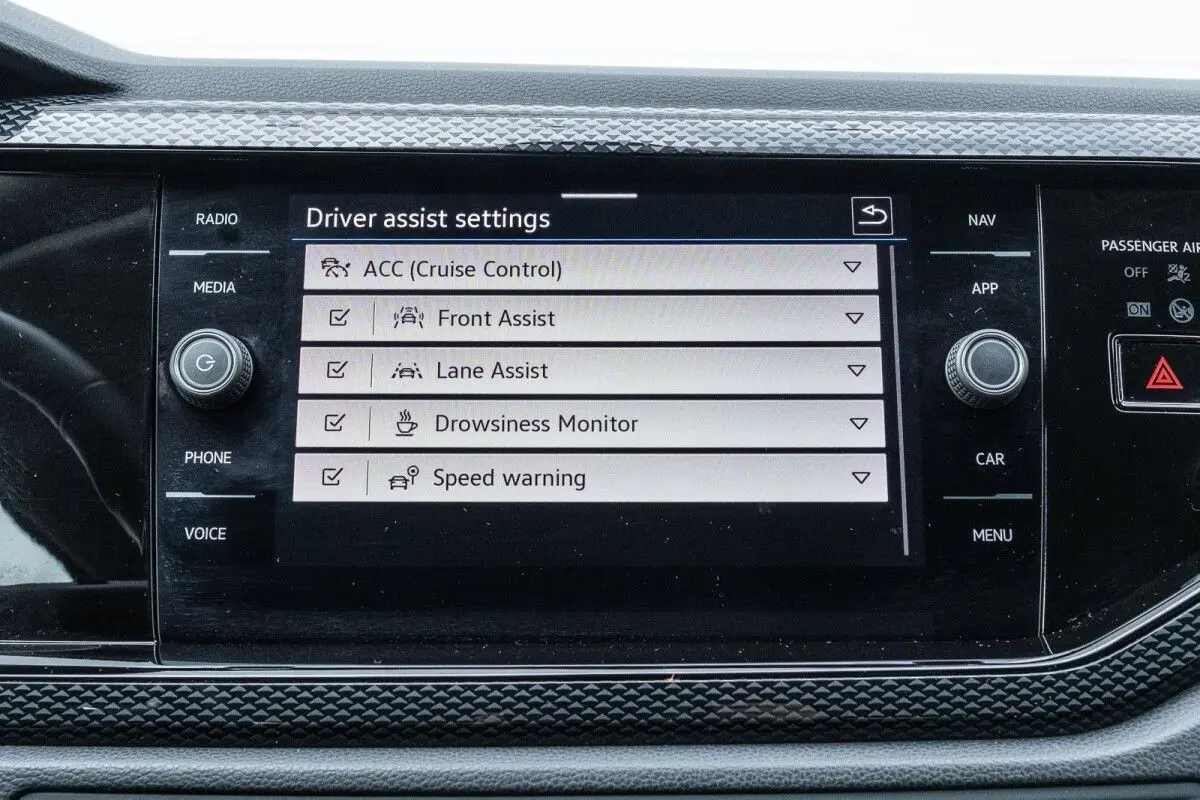 RADIO
MEDIA
PHONE
VOICE
Driver assist settings
ACC (Cruise Control)
Front Assist
Lane Assist
Drowsiness Monitor
Speed warning
NAV
APP
CAR
MENU
PASSENGER AI
OFF
ON